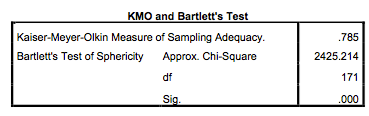 KMO and Bartlett's Test
Kaiser-Meyer-Olkin Measure of Sampling Adequacy. .785
Bartlett's Test of Sphericity Approx. Chi-Square 2425.214
df 171
Sig. .000